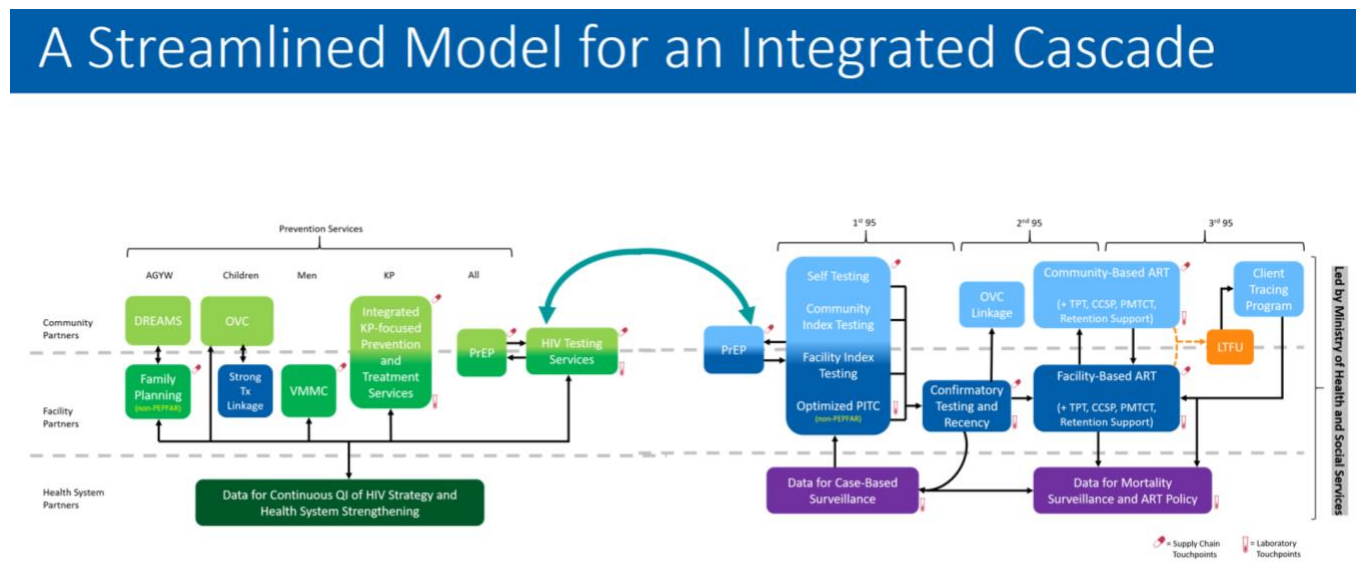 A Streamlined Model for an Integrated Cascade
Prevention Services
AGYW
Children
Men
KP
All
Community
Partners
Facility
Partners
Health System
Partners
DREAMS
OVC
Integrated
KP-focused
Prevention
and
Treatment
Services
PrEP
HIV Testing
Services
Family
Planning
(non-PEPFAR)
Strong
Tx
Linkage
VMMC
Data for Continuous QI of HIV Strategy and
Health System Strengthening
1st 95
2nd 95
3rd 95
PrEP
Self Testing
Community
Index Testing
Facility Index
Testing
Optimized PITC
(non-PEPFAR)
OVC
Linkage
Confirmatory
Testing and
Recency
Community-Based ART
(+ TPT, CCSP, PMTCT,
Retention Support)
Facility-Based ART
(+ TPT, CCSP, PMTCT,
Retention Support)
LTFU
Client
Tracing
Program
Data for Case-Based
Surveillance
Data for Mortality
Surveillance and ART Policy
Led by Ministry of Health and Social Services
= Supply Chain
Touchpoints
= Laboratory
Touchpoints